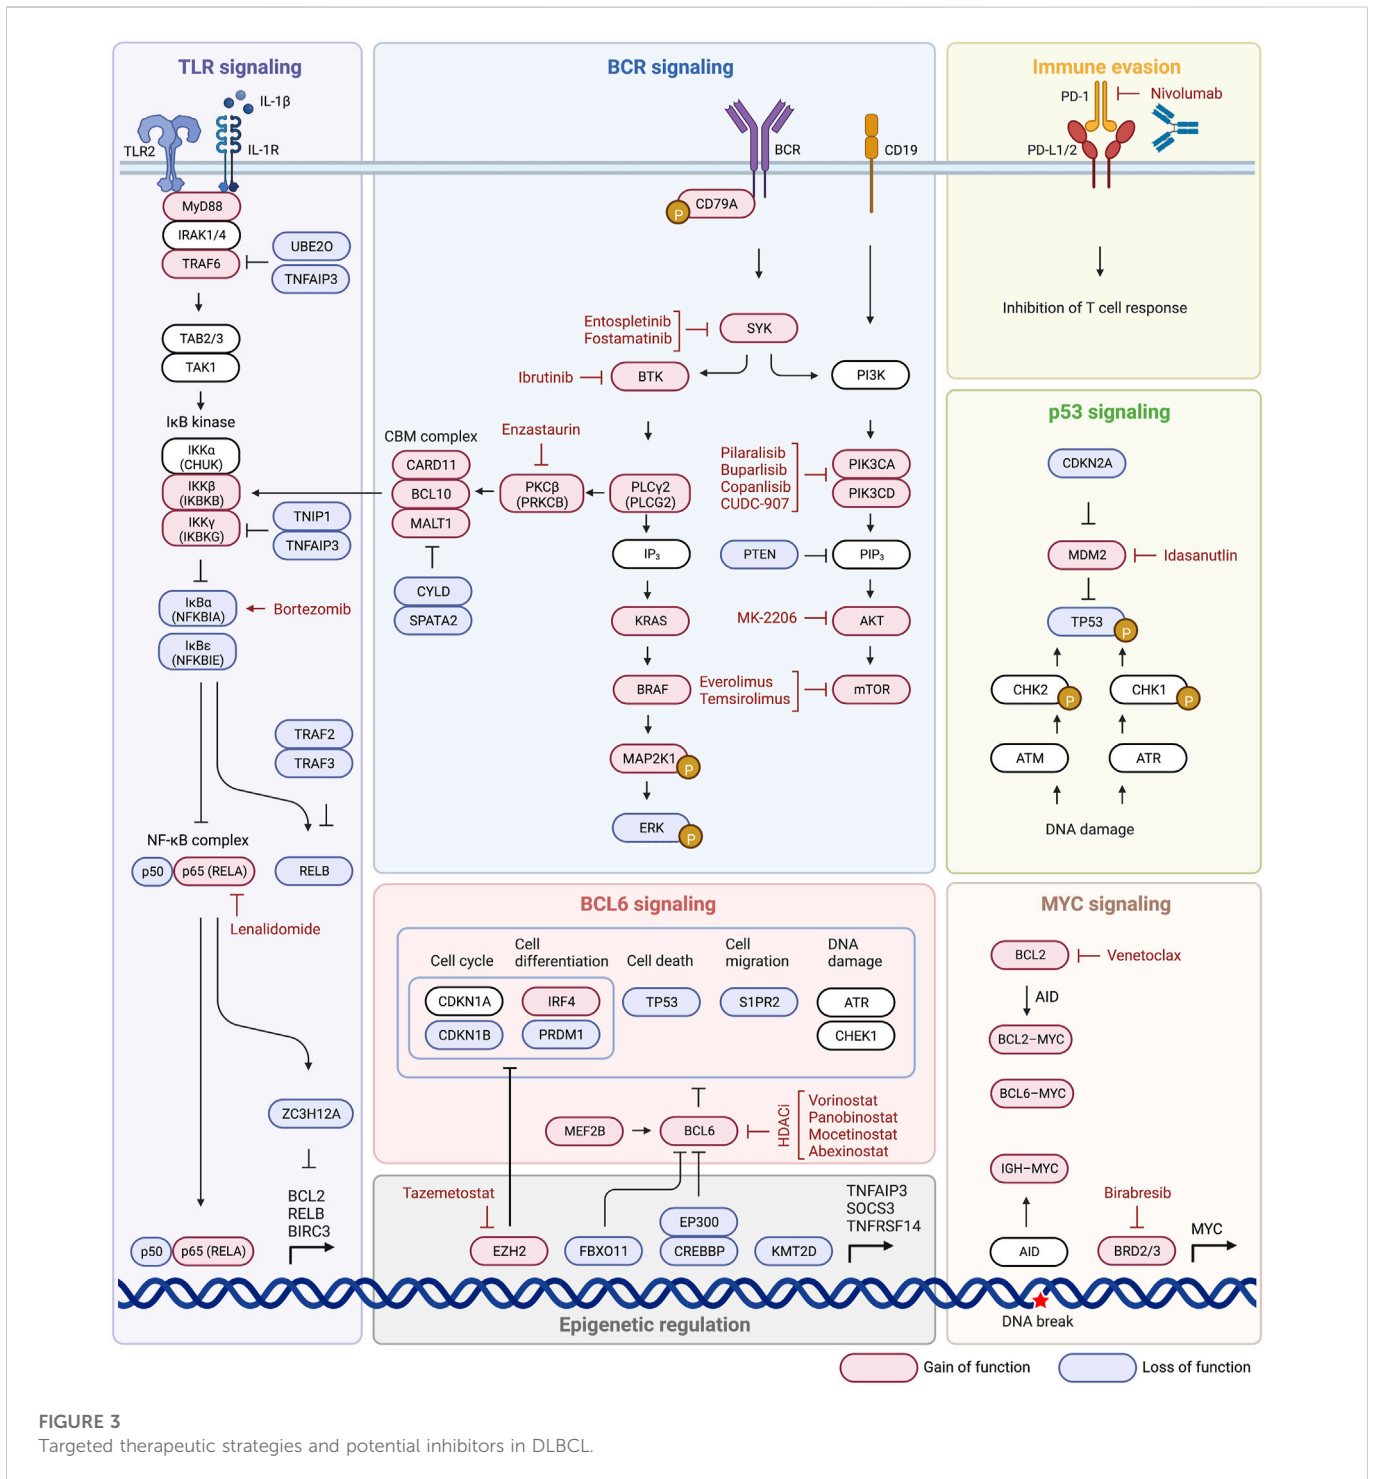 TLR signaling
IL-1β
TLR2
IL-1R
MyD88
IRAK1/4
TRAF6
UBE2O
TNFAIP3
TAB2/3
TAK1
IκB kinase
IKKα
(CHUK)
IKKβ
(IKBKB)
IKKγ
(IKBKG)
TNIP1
TNFAIP3
IκBα
(NFKBIA)
Bortezomib
IκBε
(NFKBIE)
TRAF2
TRAF3
NF-κB complex
p50
p65 (RELA)
RELB
Lenalidomide
ZC3H12A
BCL2
RELB
BIRC3
p50
p65 (RELA)
BCR signaling
BCR
CD19
CD79A
P
Entospletinib
Fostamatinib
SYK
Ibrutinib
BTK
PI3K
CBM complex
CARD11
BCL10
MALT1
Enzastaurin
PKCβ
(PRKCB)
PLCγ2
(PLCG2)
Pilaralisib
Buparlisib
Copanlisib
CUDC-907
PIK3CA
PIK3CD
CYLD
SPATA2
IP₃
PTEN
PIP₃
KRAS
MK-2206
AKT
BRAF
Everolimus
Temsirolimus
mTOR
MAP2K1
P
ERK
P
Immune evasion
PD-1
Nivolumab
PD-L1/2
Inhibition of T cell response
p53 signaling
CDKN2A
MDM2
Idasanutlin
TP53
P
CHK2
P
CHK1
P
ATM
ATR
DNA damage
BCL6 signaling
Cell cycle
Cell
differentiation
Cell death
Cell
migration
DNA
damage
CDKN1A
IRF4
TP53
S1PR2
ATR
CDKN1B
PRDM1
CHEK1
MEF2B
BCL6
HDACi
Vorinostat
Panobinostat
Mocetinostat
Abexinostat
Tazemetostat
EZH2
FBXO11
EP300
CREBBP
KMT2D
TNFAIP3
SOCS3
TNFRSF14
Epigenetic regulation
MYC signaling
BCL2
Venetoclax
AID
BCL2–MYC
BCL6–MYC
IGH–MYC
Birabresib
AID
BRD2/3
MYC
DNA break
Gain of function
Loss of function
FIGURE 3
Targeted therapeutic strategies and potential inhibitors in DLBCL.